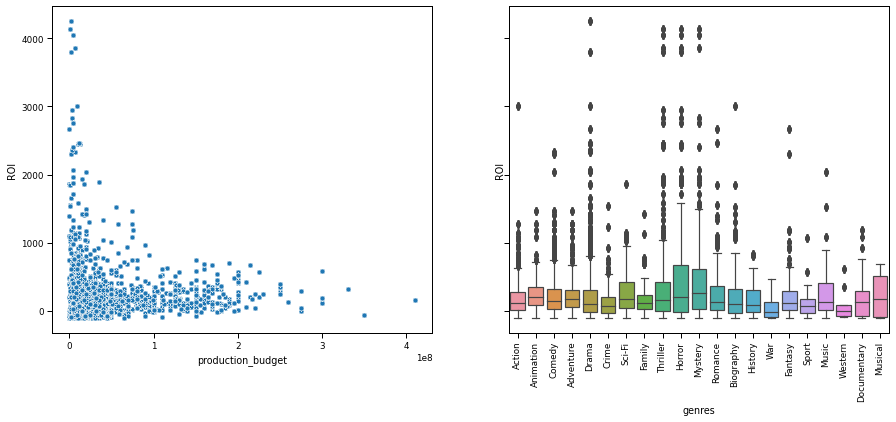 4000
3000
2000
1000
0
ROI
0
1
2
3
4
1e8
production_budget
ROI
Action
Animation
Comedy
Adventure
Drama
Crime
Sci-Fi
Family
Thriller
Horror
Mystery
Romance
Biography
History
War
Fantasy
Sport
Music
Western
Documentary
Musical
genres